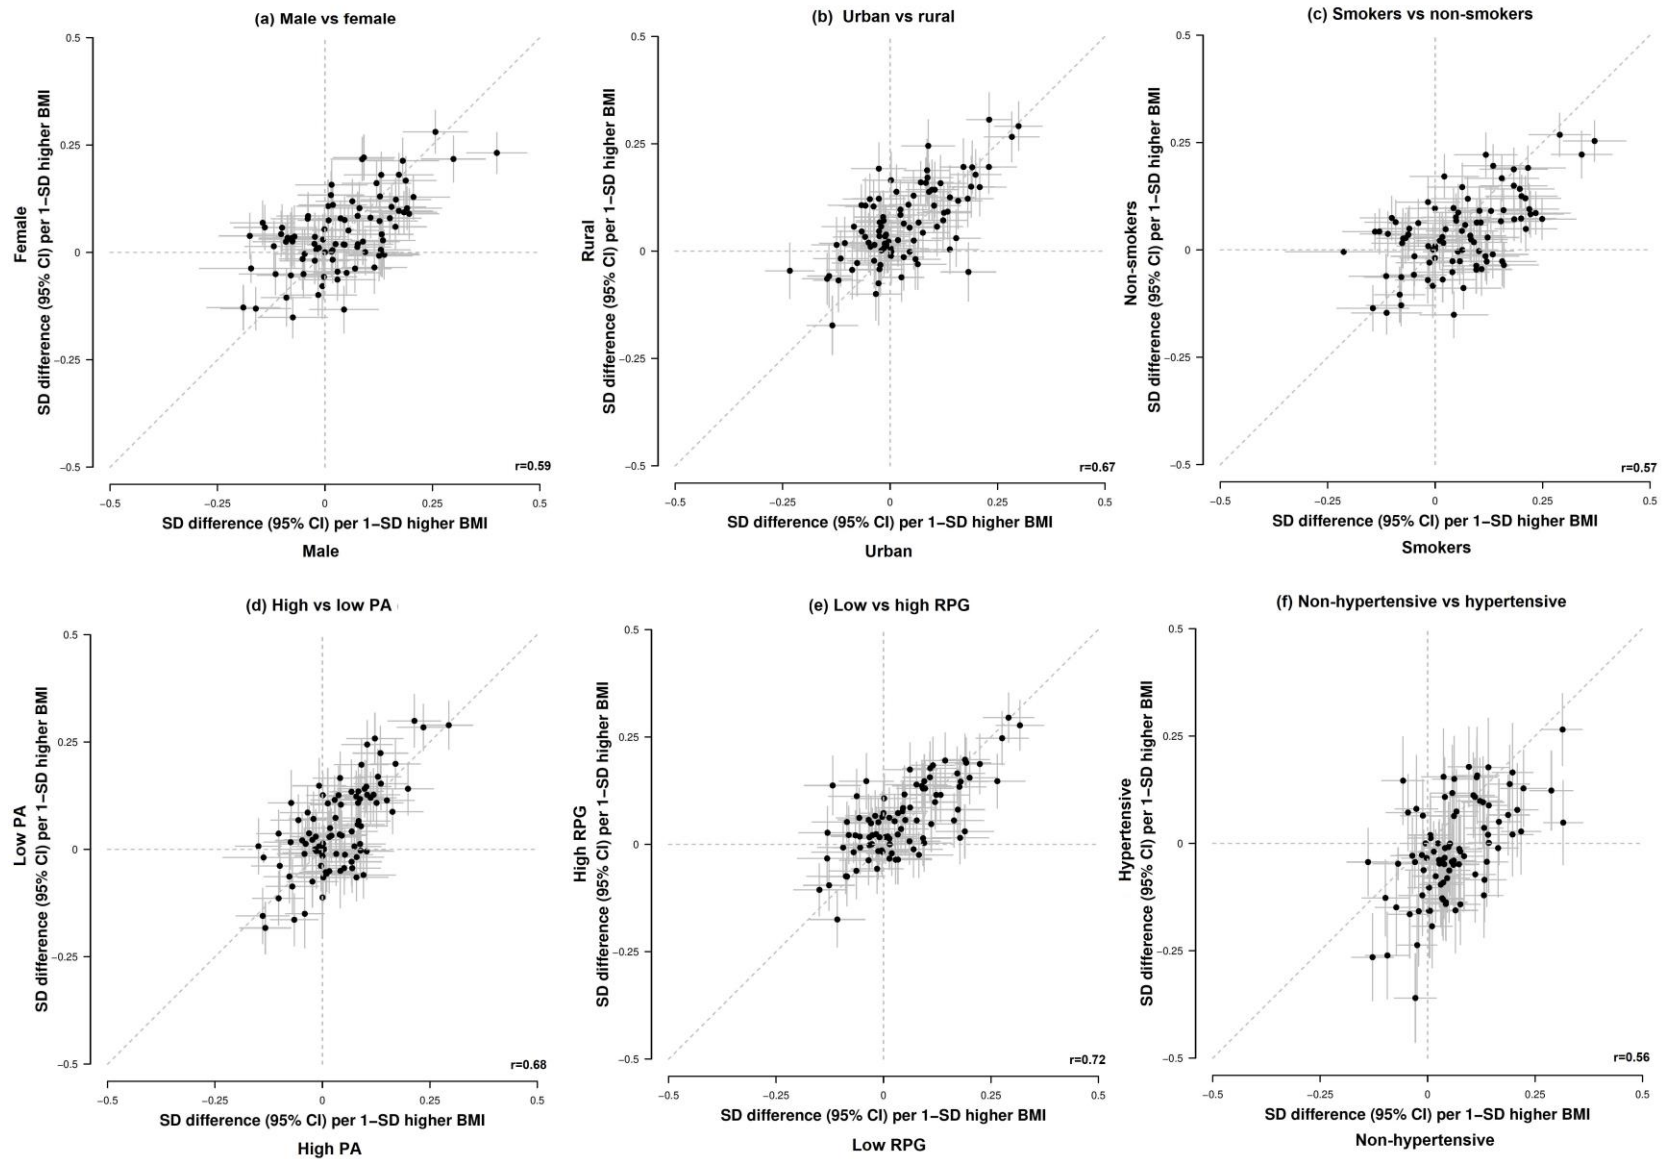 (a) Male vs female
0.5
0.25
0
−0.25
−0.5
Female
SD difference (95% CI) per 1−SD higher BMI
r=0.59
−0.5
−0.25
0
0.25
0.5
SD difference (95% CI) per 1−SD higher BMI
Male
(b) Urban vs rural
0.5
0.25
0
−0.25
−0.5
Rural
SD difference (95% CI) per 1−SD higher BMI
r=0.67
−0.5
−0.25
0
0.25
0.5
SD difference (95% CI) per 1−SD higher BMI
Urban
(c) Smokers vs non-smokers
0.5
0.25
0
−0.25
−0.5
Non-smokers
SD difference (95% CI) per 1−SD higher BMI
r=0.57
−0.5
−0.25
0
0.25
0.5
SD difference (95% CI) per 1−SD higher BMI
Smokers
(d) High vs low PA
0.5
0.25
0
−0.25
−0.5
Low PA
SD difference (95% CI) per 1−SD higher BMI
r=0.68
−0.5
−0.25
0
0.25
0.5
SD difference (95% CI) per 1−SD higher BMI
High PA
(e) Low vs high RPG
0.5
0.25
0
−0.25
−0.5
High RPG
SD difference (95% CI) per 1−SD higher BMI
r=0.72
−0.5
−0.25
0
0.25
0.5
SD difference (95% CI) per 1−SD higher BMI
Low RPG
(f) Non-hypertensive vs hypertensive
0.5
0.25
0
−0.25
−0.5
Hypertensive
SD difference (95% CI) per 1−SD higher BMI
r=0.56
−0.5
−0.25
0
0.25
0.5
SD difference (95% CI) per 1−SD higher BMI
Non-hypertensive